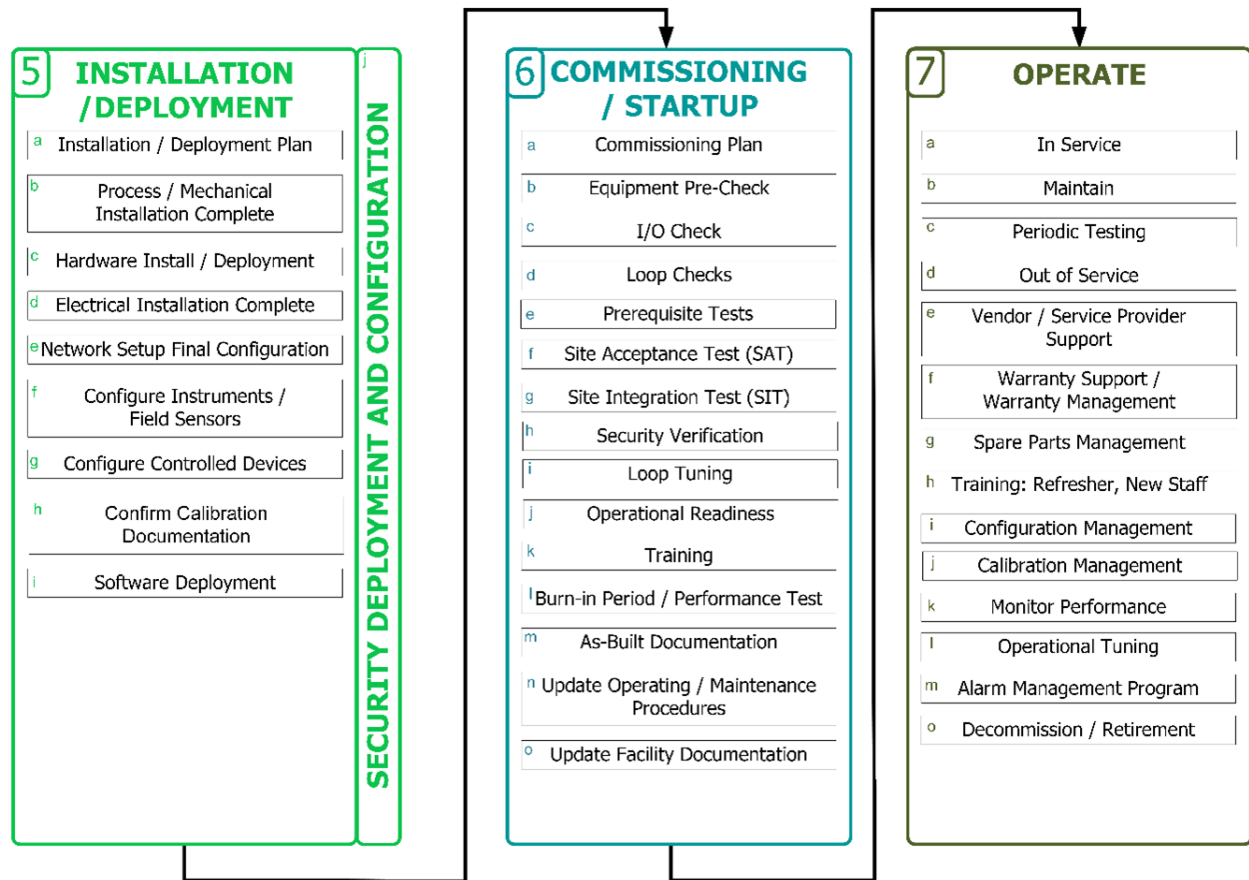 5
INSTALLATION
/DEPLOYMENT
a Installation / Deployment Plan
b Process / Mechanical
Installation Complete
c Hardware Install / Deployment
d Electrical Installation Complete
e Network Setup Final Configuration
f Configure Instruments /
Field Sensors
g Configure Controlled Devices
h Confirm Calibration
Documentation
i Software Deployment
j
SECURITY DEPLOYMENT AND CONFIGURATION
6
COMMISSIONING
/ STARTUP
a Commissioning Plan
b Equipment Pre-Check
c I/O Check
d Loop Checks
e Prerequisite Tests
f Site Acceptance Test (SAT)
g Site Integration Test (SIT)
h Security Verification
i Loop Tuning
j Operational Readiness
k Training
l Burn-in Period / Performance Test
m As-Built Documentation
n Update Operating / Maintenance
Procedures
o Update Facility Documentation
7
OPERATE
a In Service
b Maintain
c Periodic Testing
d Out of Service
e Vendor / Service Provider
Support
f Warranty Support /
Warranty Management
g Spare Parts Management
h Training: Refresher, New Staff
i Configuration Management
j Calibration Management
k Monitor Performance
l Operational Tuning
m Alarm Management Program
o Decommission / Retirement